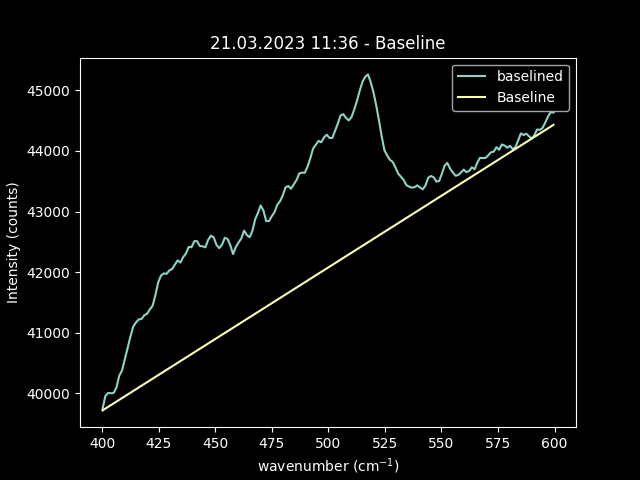 21.03.2023 11:36 - Baseline
baselined
Baseline
Intensity (counts)
45000
44000
43000
42000
41000
40000
400 425 450 475 500 525 550 575 600
wavenumber (cm⁻¹)